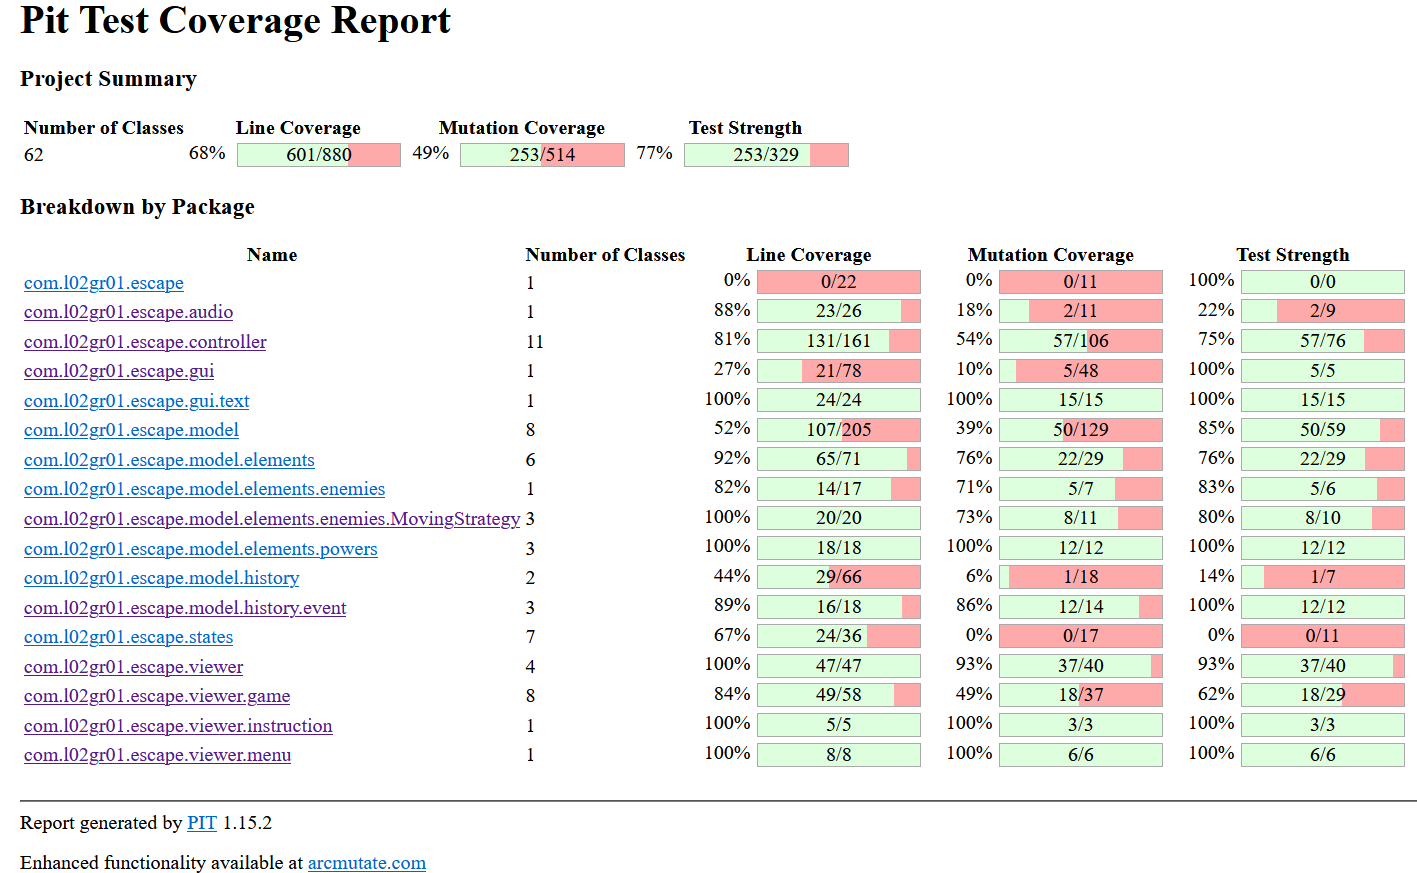 Pit Test Coverage Report
Project Summary
Number of Classes Line Coverage Mutation Coverage Test Strength
62 68% 601/880 49% 253/514 77% 253/329
Breakdown by Package
Name Number of Classes Line Coverage Mutation Coverage Test Strength
com.l02gr01.escape 1 0% 0/22 0% 0/11 100% 0/0
com.l02gr01.escape.audio 1 88% 23/26 18% 2/11 22% 2/9
com.l02gr01.escape.controller 11 81% 131/161 54% 57/106 75% 57/76
com.l02gr01.escape.gui 1 27% 21/78 10% 5/48 100% 5/5
com.l02gr01.escape.gui.text 1 100% 24/24 100% 15/15 100% 15/15
com.l02gr01.escape.model 8 52% 107/205 39% 50/129 85% 50/59
com.l02gr01.escape.model.elements 6 92% 65/71 76% 22/29 76% 22/29
com.l02gr01.escape.model.elements.enemies 1 82% 14/17 71% 5/7 83% 5/6
com.l02gr01.escape.model.elements.enemies.MovingStrategy 3 100% 20/20 73% 8/11 80% 8/10
com.l02gr01.escape.model.elements.powers 3 100% 18/18 100% 12/12 100% 12/12
com.l02gr01.escape.model.history 2 44% 29/66 6% 1/18 14% 1/7
com.l02gr01.escape.model.history.event 3 89% 16/18 86% 12/14 100% 12/12
com.l02gr01.escape.states 7 67% 24/36 0% 0/17 0% 0/11
com.l02gr01.escape.viewer 4 100% 47/47 93% 37/40 93% 37/40
com.l02gr01.escape.viewer.game 8 84% 49/58 49% 18/37 62% 18/29
com.l02gr01.escape.viewer.instruction 1 100% 5/5 100% 3/3 100% 3/3
com.l02gr01.escape.viewer.menu 1 100% 8/8 100% 6/6 100% 6/6
Report generated by PIT 1.15.2
Enhanced functionality available at arcmutate.com